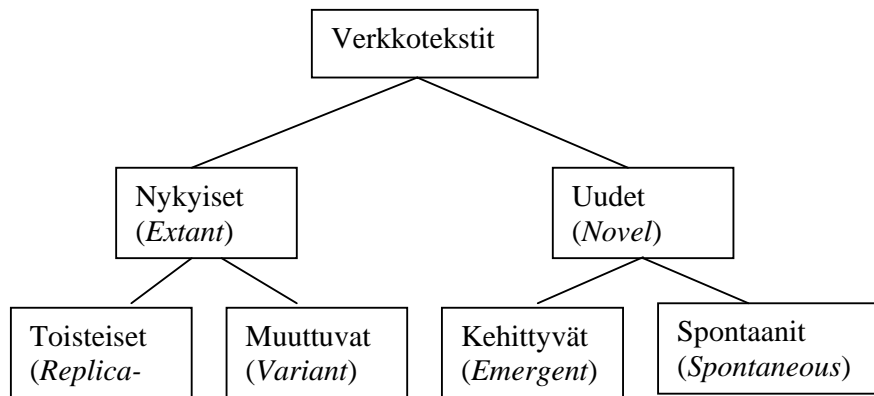 Verkkotekstit
Nykyiset
(Extant)
Uudet
(Novel)
Toisteiset
(Replica-
Muuttuvat
(Variant)
Kehittyvät
(Emergent)
Spontaanit
(Spontaneous)